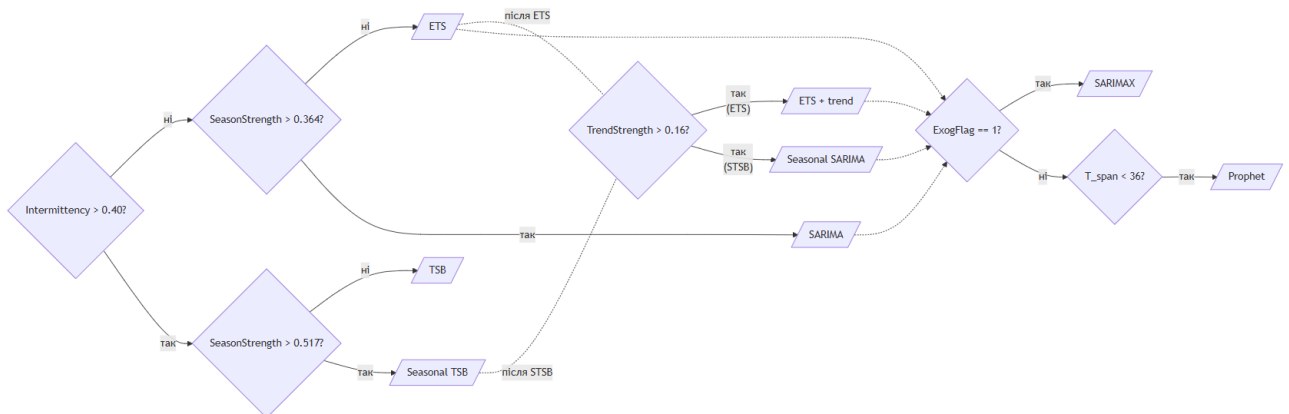 після ETS
ні
ETS
SeasonStrength > 0.364?
ні
так
SARIMAX
так
(ETS)
ETS + trend
TrendStrength > 0.16?
ExogFlag == 1?
так
(STSB)
Seasonal SARIMA
ні
T_span < 36?
так
Prophet
Intermittency > 0.40?
так
SARIMA
ні
TSB
SeasonStrength > 0.517?
так
так
Seasonal TSB
після STSB